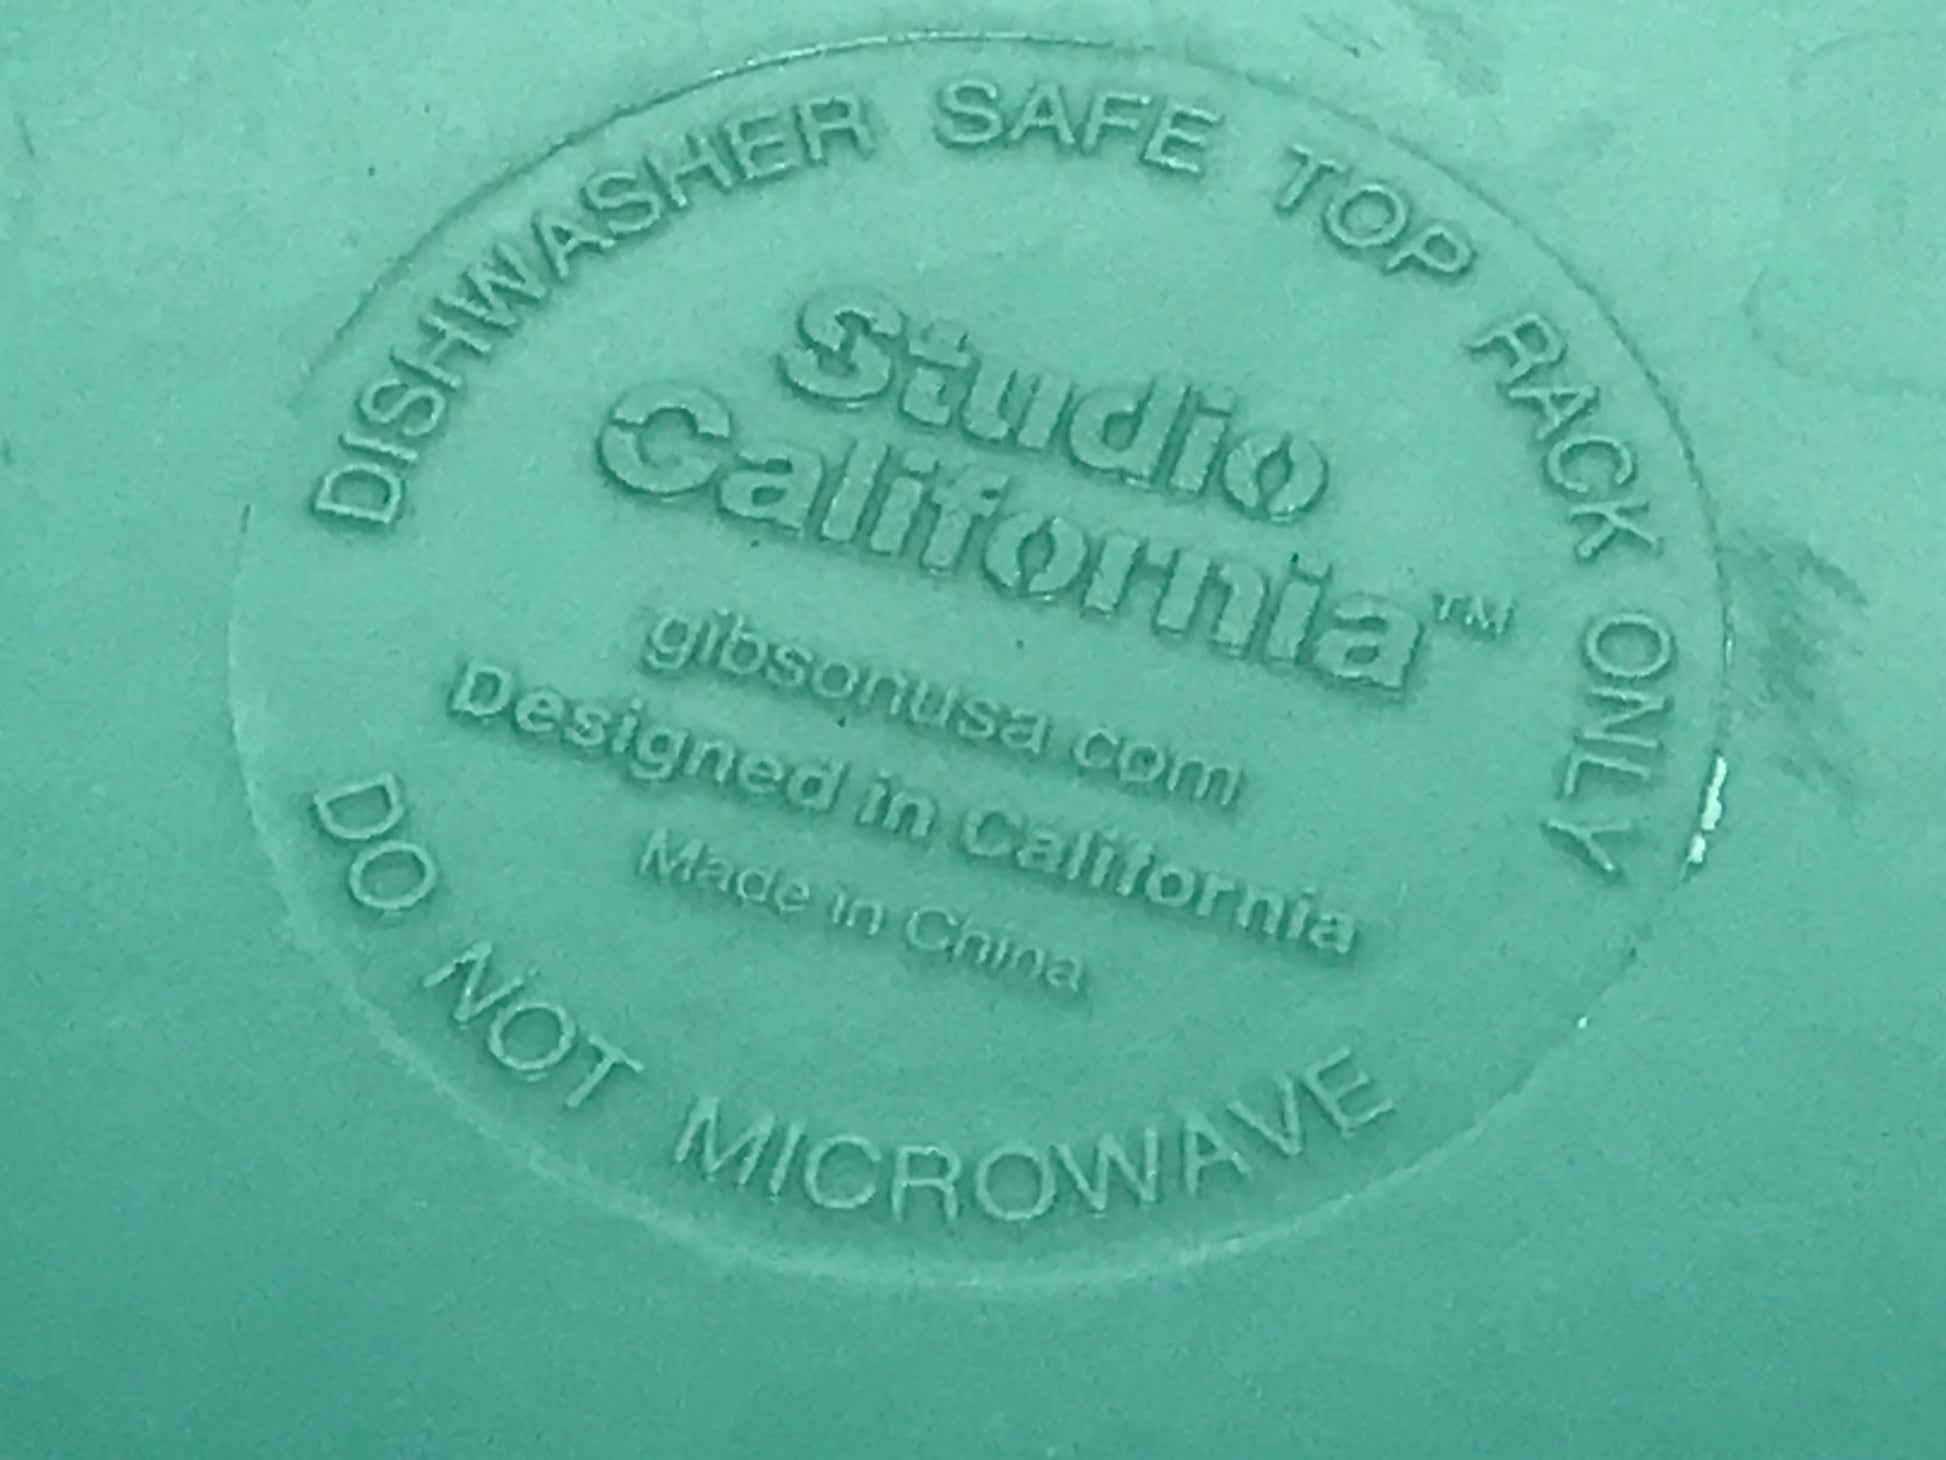 DISHWASHER SAFE TOP RACK ONLY
Studio
California™
gibsonusa.com
Designed in California
Made in China
DO NOT MICROWAVE